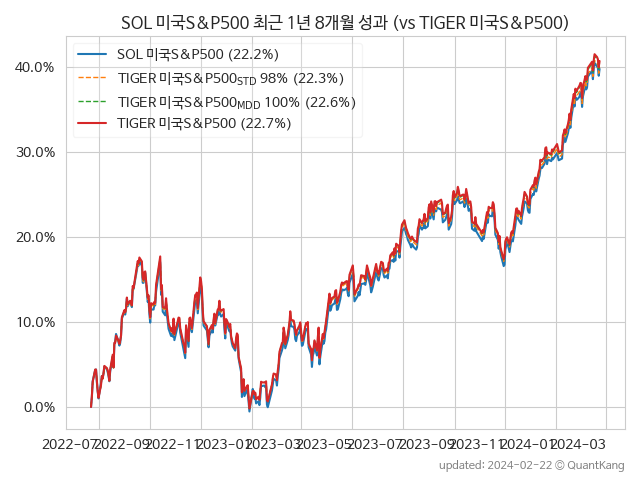 SOL 미국S&P500 최근 1년 8개월 성과 (vs TIGER 미국S&P500)
SOL 미국S&P500 (22.2%)
TIGER 미국S&P500STD 98% (22.3%)
TIGER 미국S&P500MDD 100% (22.6%)
TIGER 미국S&P500 (22.7%)
40.0%
30.0%
20.0%
10.0%
0.0%
2022-07 2022-09 2022-11 2023-01 2023-03 2023-05 2023-07 2023-09 2023-11 2024-01 2024-03
updated: 2024-02-22 © QuantKang